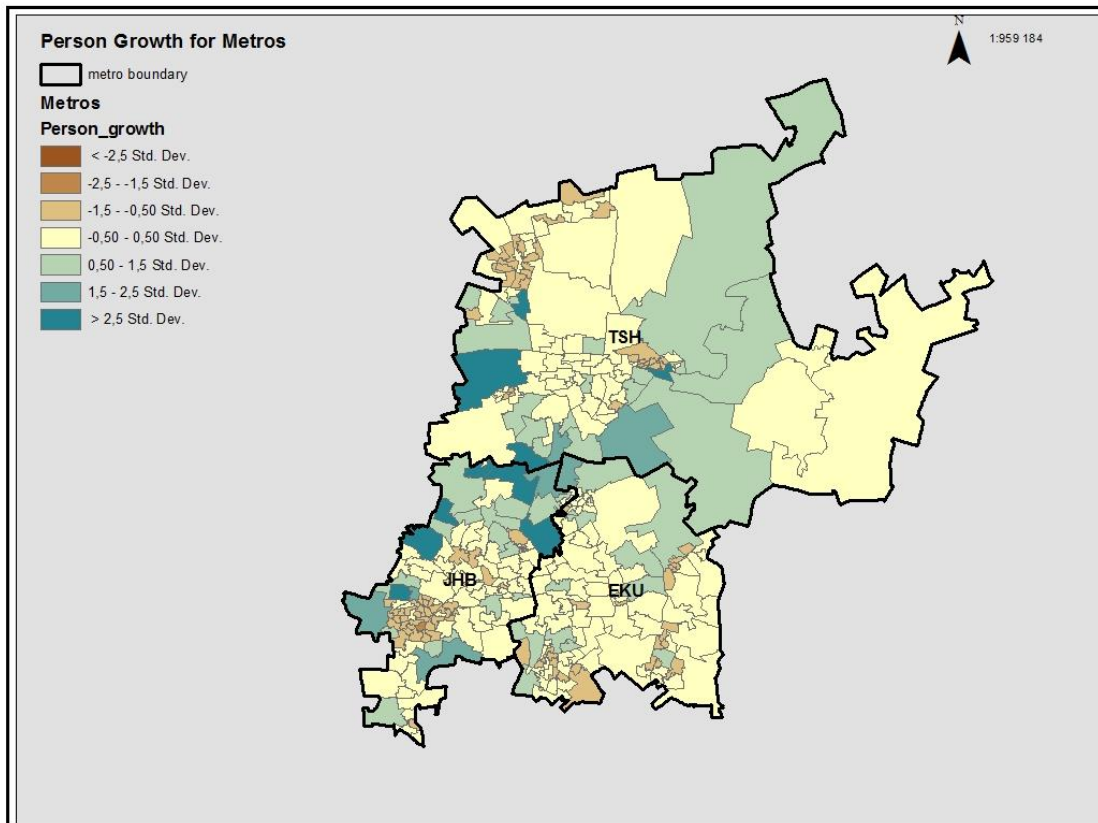 Person Growth for Metros
metro boundary
Metros
Person_growth
< -2,5 Std. Dev.
-2,5 - -1,5 Std. Dev.
-1,5 - -0,50 Std. Dev.
-0,50 - 0,50 Std. Dev.
0,50 - 1,5 Std. Dev.
1,5 - 2,5 Std. Dev.
> 2,5 Std. Dev.
N
1:959 184
TSH
JHB
EKU